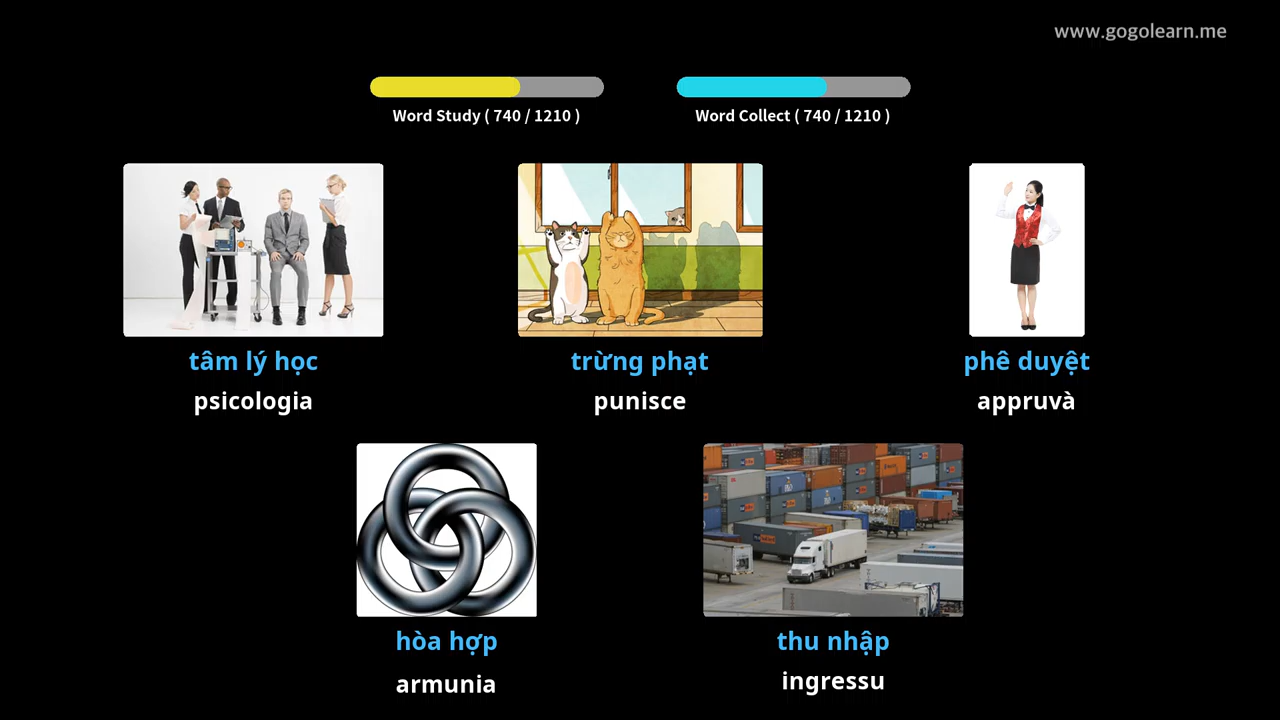 www.gogolearn.me
Word Study ( 740 / 1210 )
Word Collect ( 740 / 1210 )
tâm lý học
psicologia
trừng phạt
punisce
phê duyệt
appruvà
hòa hợp
armunia
thu nhập
ingressu